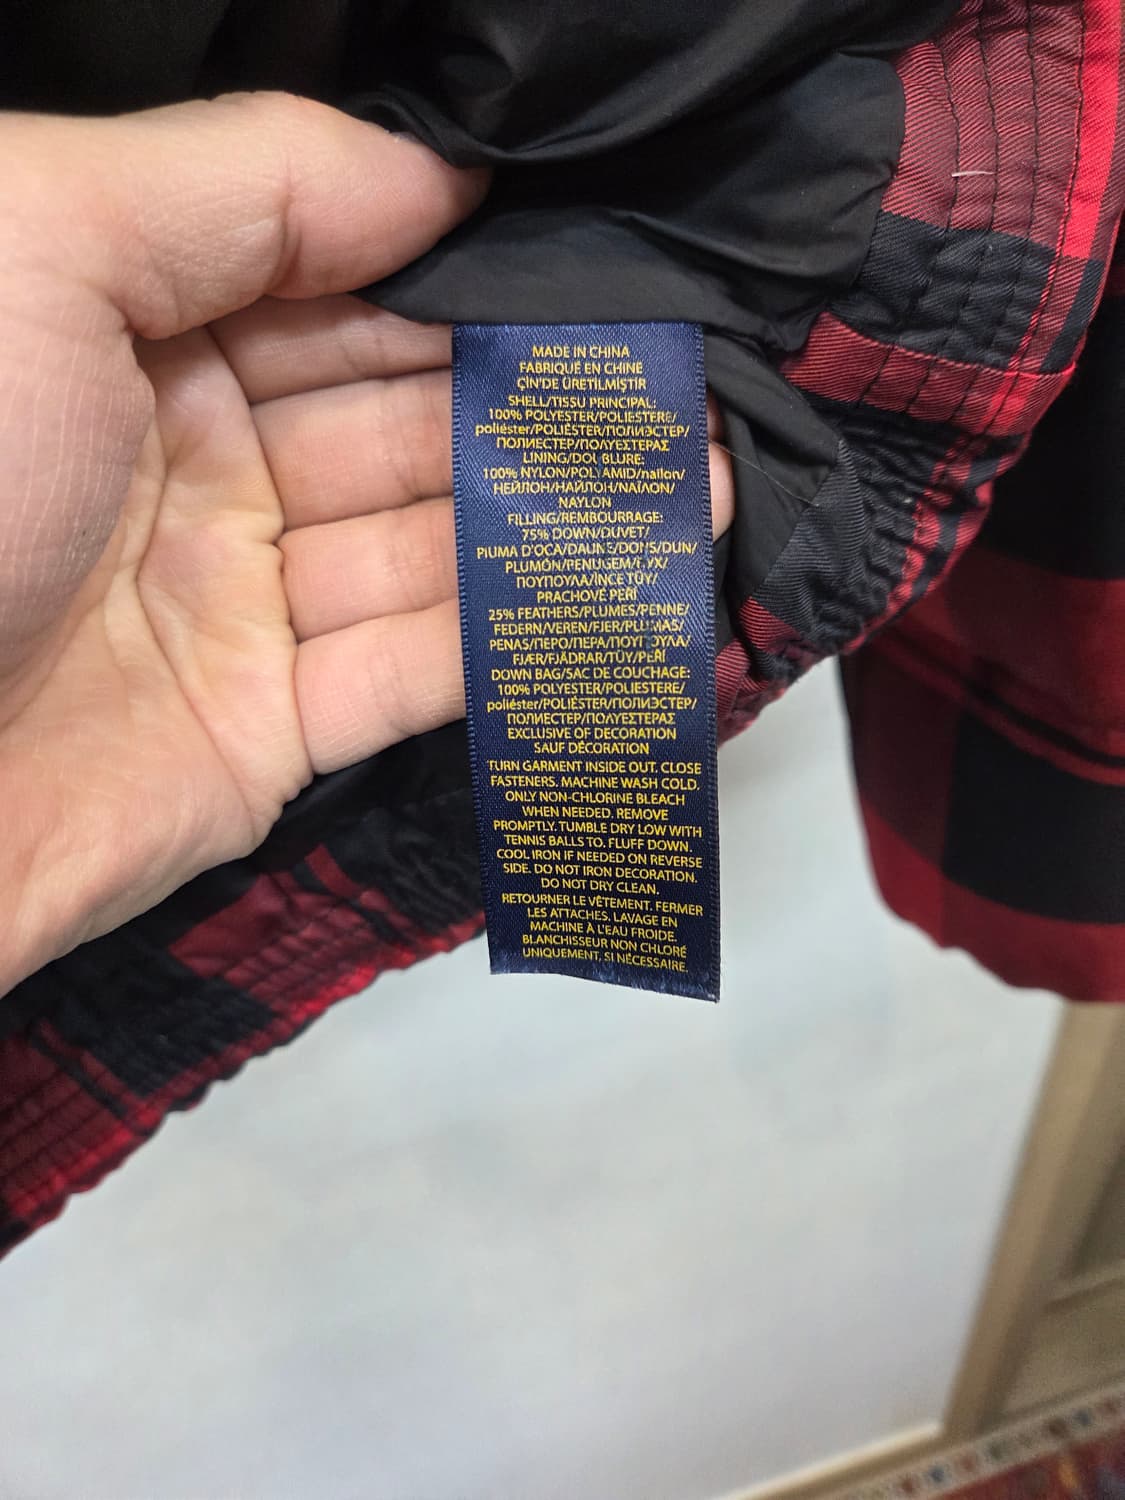 MADE IN CHINA
FABRIQUÉ EN CHINE
ÇİN'DE ÜRETİLMİŞTİR
SHELL/TISSU PRINCIPAL:
100% POLYESTER/POLIESTERE/
poliéster/POLIÉSTER/ПОЛИЭСТЕР/
ПОЛИЕСТЕР/ΠΟΛΥΕΣΤΕΡΑΣ
LINING/DOUBLURE:
100% NYLON/POLYAMID/nailon/
НЕЙЛОН/НАЙЛОН/ΝΑΪΛΟΝ/
NAYLON
FILLING/REMBOURRAGE:
75% DOWN/DUVET/
PIUMA D'OCA/DAUNE/DONS/DUN/
PLUMÓN/PENUGEM/
ΠΟΥΠΟΥΛΑ/İNCE TÜY/
PRACHOVÉ PEŘÍ
25% FEATHERS/PLUMES/PENNE/
FEDERN/VEREN/FJER/PLUMAS/
PENAS/ПЕРО/ПЕРА/ΠΟΥΠΟΥΛΑ/
FJÆR/FJÄDRAR/TÜY/PEŘÍ
DOWN BAG/SAC DE COUCHAGE:
100% POLYESTER/POLIESTERE/
poliéster/POLIÉSTER/ПОЛИЭСТЕР/
ПОЛИЕСТЕР/ΠΟΛΥΕΣΤΕΡΑΣ
EXCLUSIVE OF DECORATION
SAUF DÉCORATION
TURN GARMENT INSIDE OUT. CLOSE
FASTENERS. MACHINE WASH COLD.
ONLY NON-CHLORINE BLEACH
WHEN NEEDED. REMOVE
PROMPTLY. TUMBLE DRY LOW WITH
TENNIS BALLS TO. FLUFF DOWN.
COOL IRON IF NEEDED ON REVERSE
SIDE. DO NOT IRON DECORATION.
DO NOT DRY CLEAN.
RETOURNER LE VÊTEMENT. FERMER
LES ATTACHES. LAVAGE EN
MACHINE À L'EAU FROIDE.
BLANCHISSEUR NON CHLORÉ
UNIQUEMENT, SI NÉCESSAIRE.